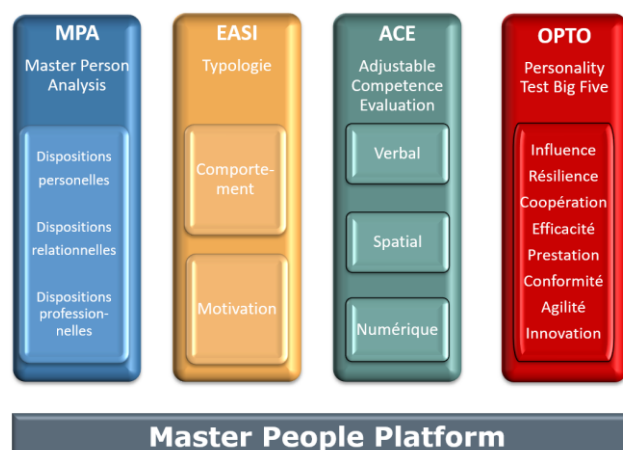 MPA
Master Person
Analysis
Dispositions
personelles
Dispositions
relationnelles
Dispositions
profession-
nelles
EASI
Typologie
Comporte-
ment
Motivation
ACE
Adjustable
Competence
Evaluation
Verbal
Spatial
Numérique
OPTO
Personality
Test Big Five
Influence
Résilience
Coopération
Efficacité
Prestation
Conformité
Agilité
Innovation
Master People Platform